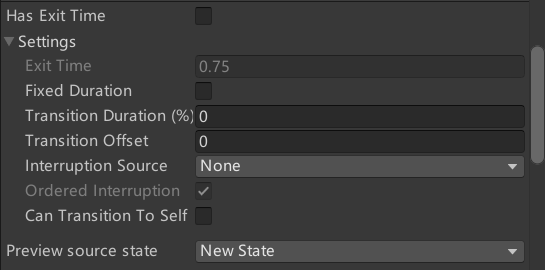 Has Exit Time
Settings
Exit Time 0.75
Fixed Duration
Transition Duration (%) 0
Transition Offset 0
Interruption Source None
Ordered Interruption
Can Transition To Self
Preview source state New State